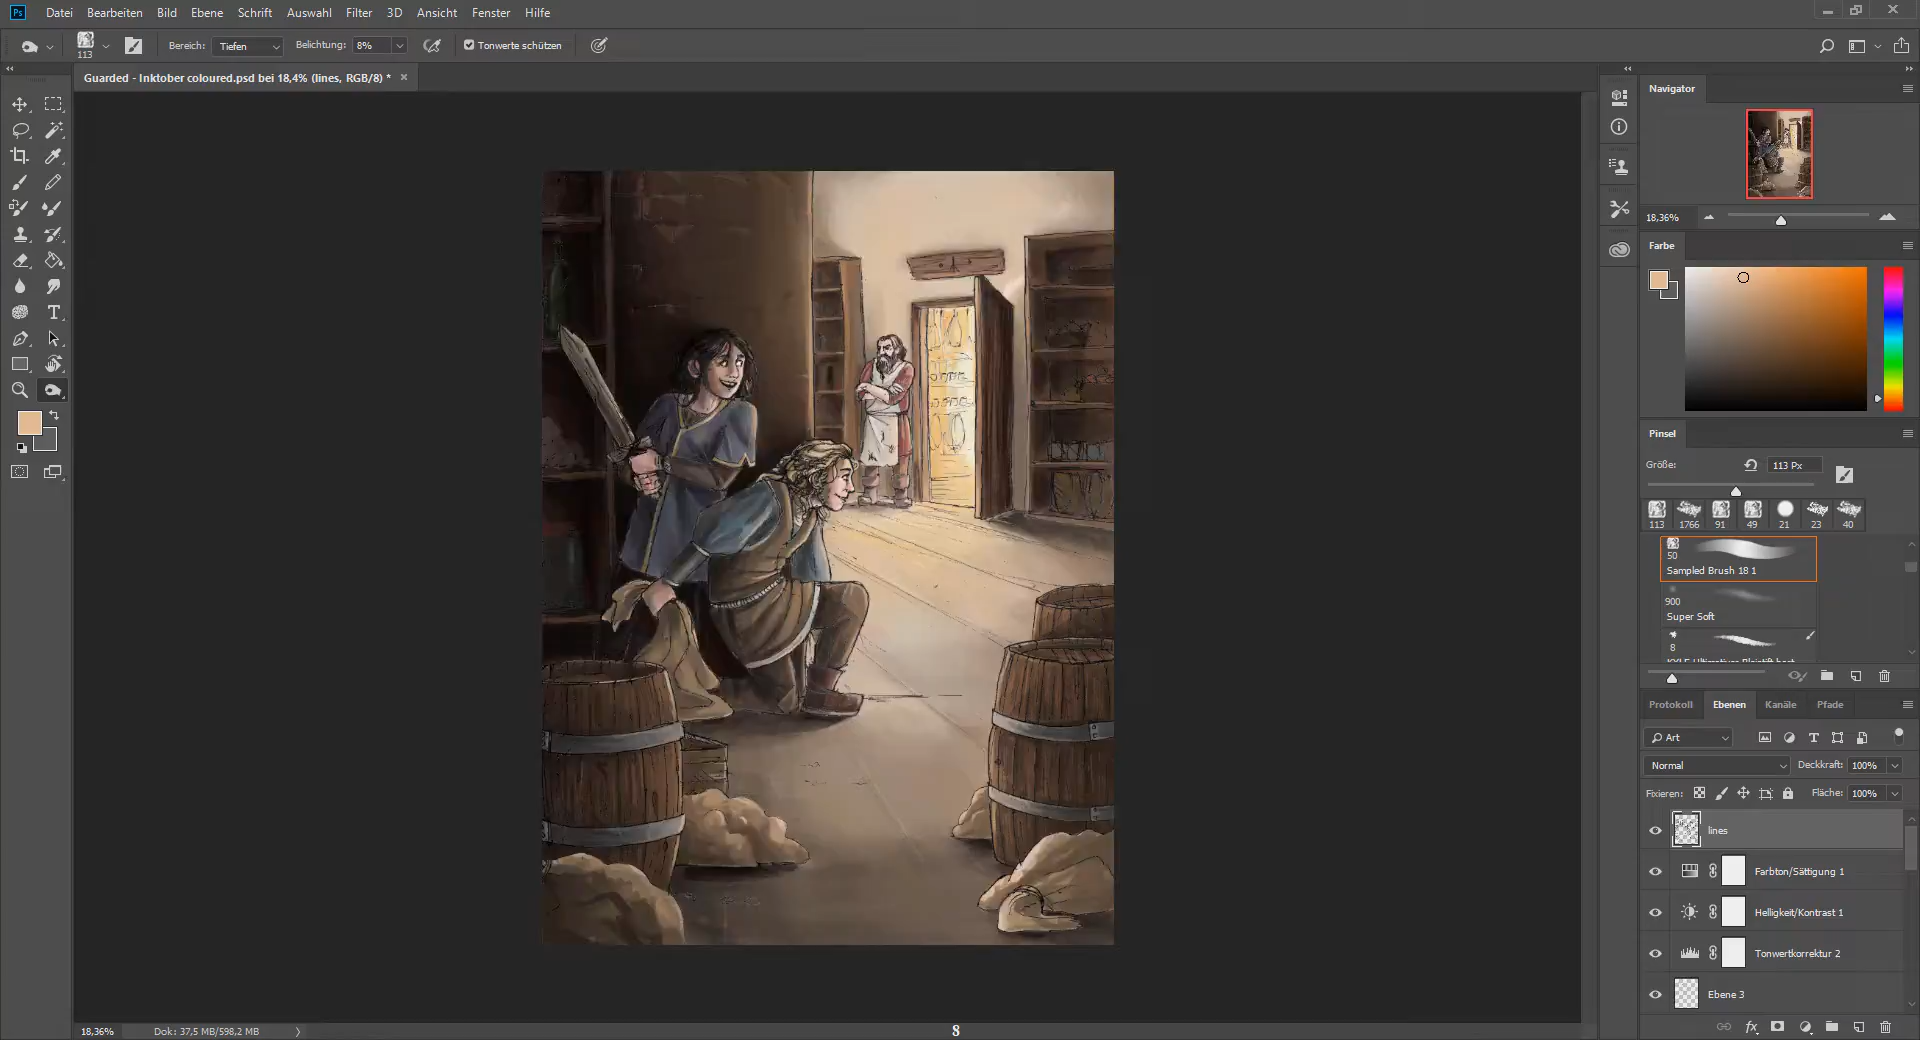 Ps Datei Bearbeiten Bild Ebene Schrift Auswahl Filter 3D Ansicht Fenster Hilfe
113 Bereich: Tiefen Belichtung: 8% Tonwerte schützen
Guarded - Inktober coloured.psd bei 18,4% (lines, RGB/8) *
Navigator
18,36%
Farbe
Pinsel
Größe: 113 Px
113 1766 91 49 21 23 40
50
Sampled Brush 18 1
900
Super Soft
8
Protokoll Ebenen Kanäle Pfade
Art
Normal Deckkraft: 100%
Fixieren: Fläche: 100%
lines
Farbton/Sättigung 1
Helligkeit/Kontrast 1
Tonwertkorrektur 2
Ebene 3
fx
18,36% Dok: 37,5 MB/598,2 MB
8